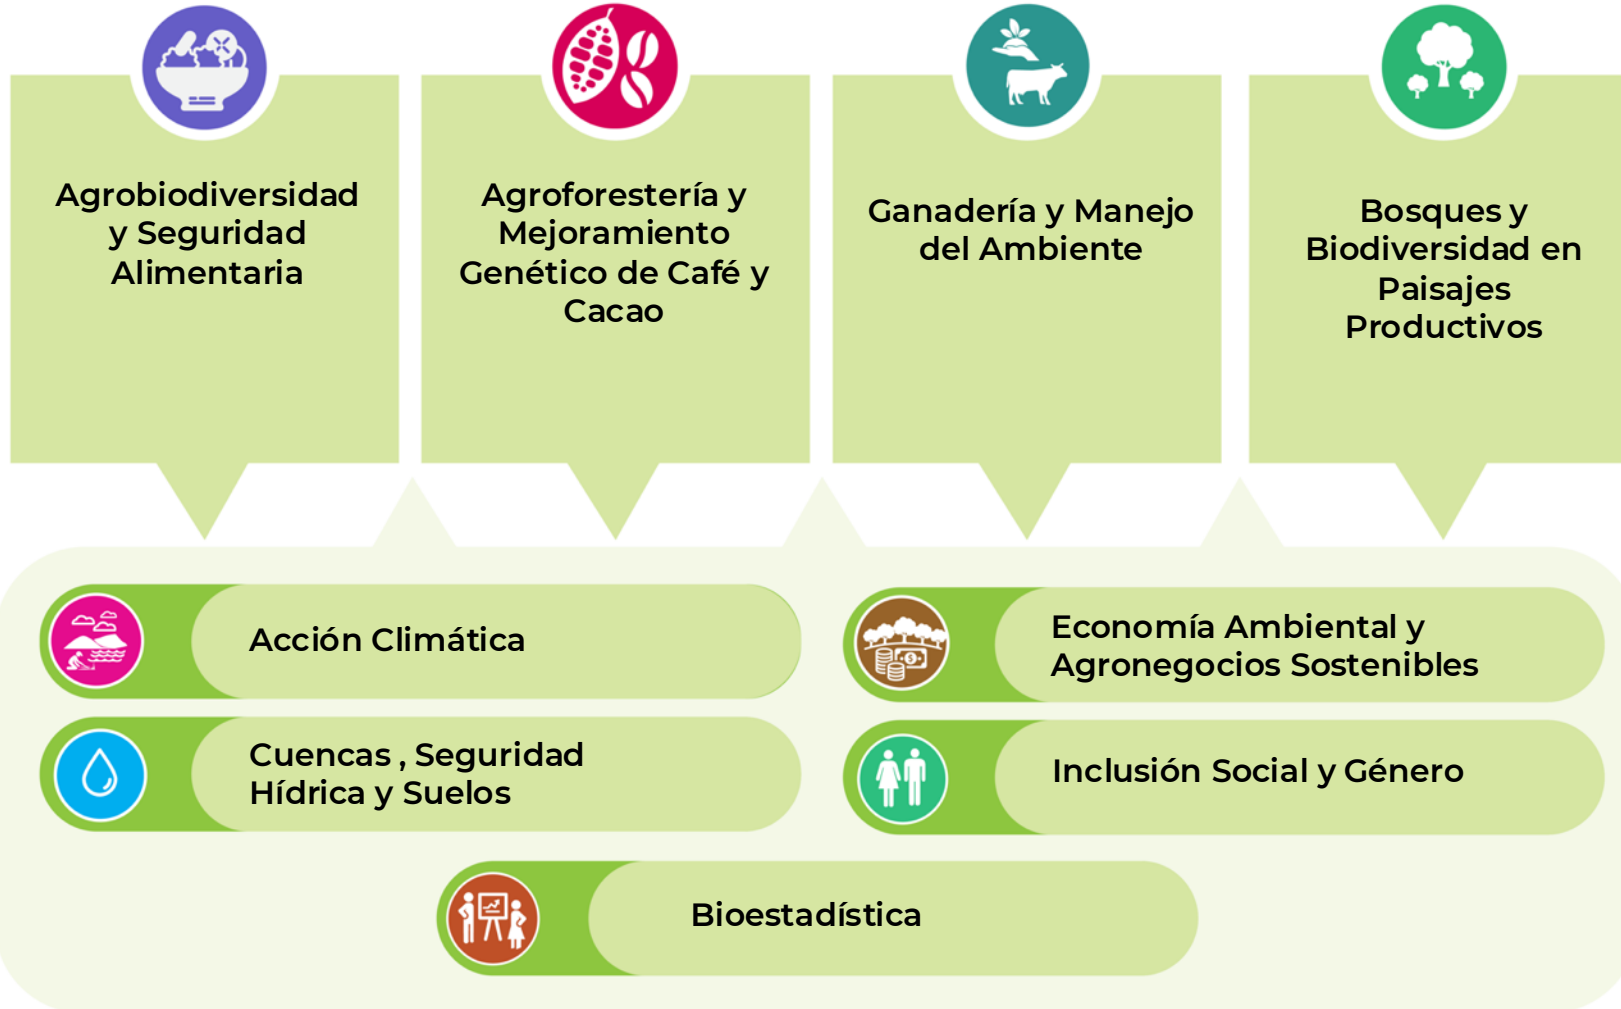 Agrobiodiversidad
y Seguridad
Alimentaria
Agroforestería y
Mejoramiento
Genético de Café y
Cacao
Ganadería y Manejo
del Ambiente
Bosques y
Biodiversidad en
Paisajes
Productivos
Acción Climática
Economía Ambiental y
Agronegocios Sostenibles
Cuencas , Seguridad
Hídrica y Suelos
Inclusión Social y Género
Bioestadística